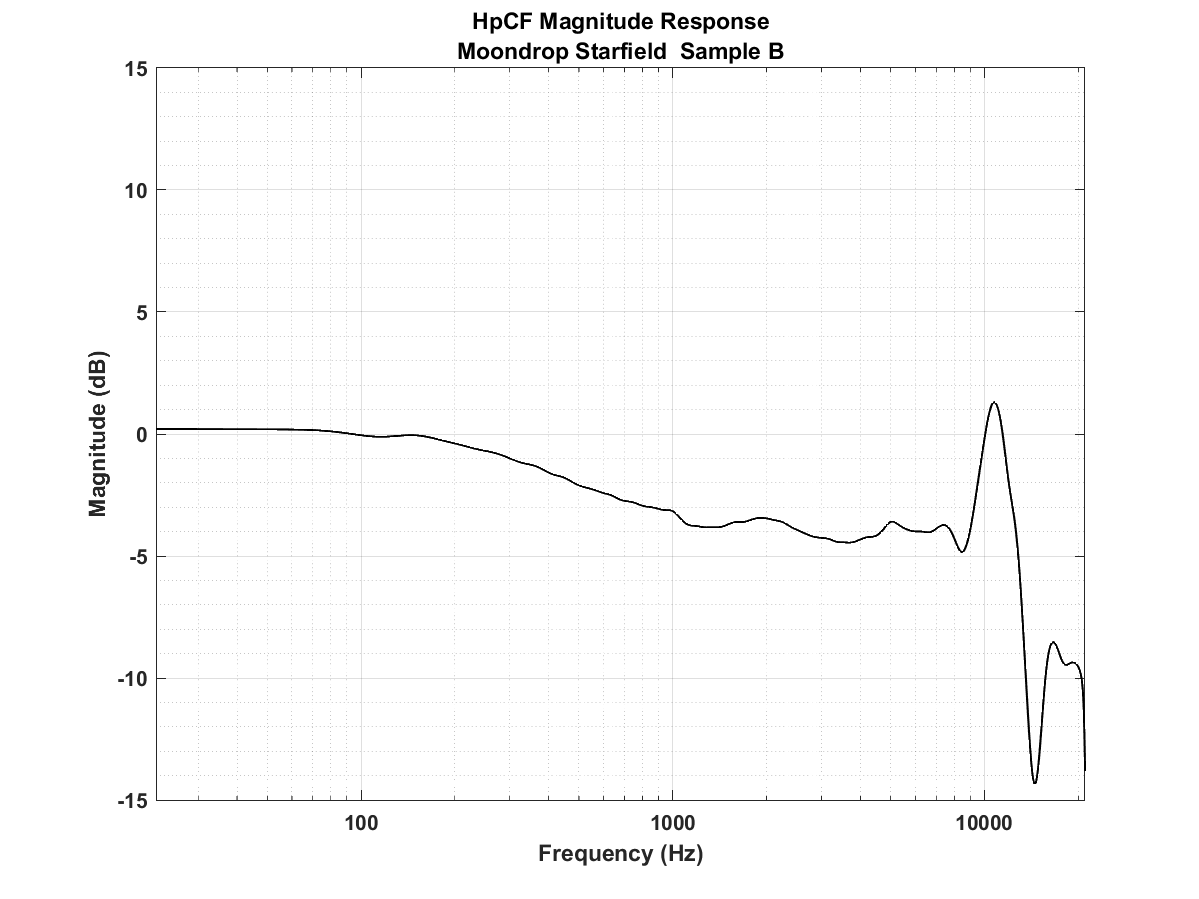 HpCF Magnitude Response
Moondrop Starfield  Sample B
15
10
5
0
-5
-10
-15
Magnitude (dB)
100
1000
10000
Frequency (Hz)